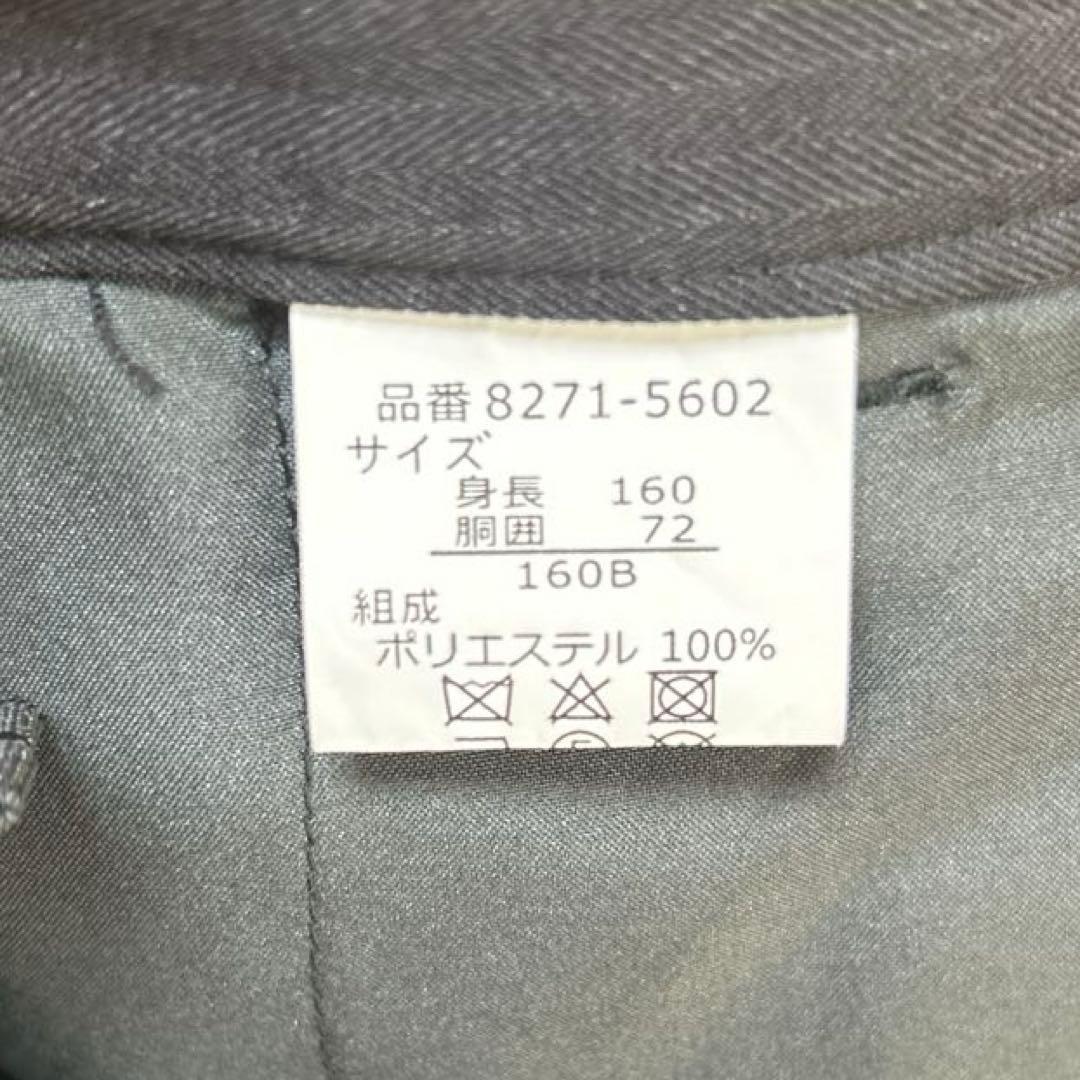 品番 8271-5602
サイズ
身長 160
胴囲 72
160B
組成
ポリエステル 100%